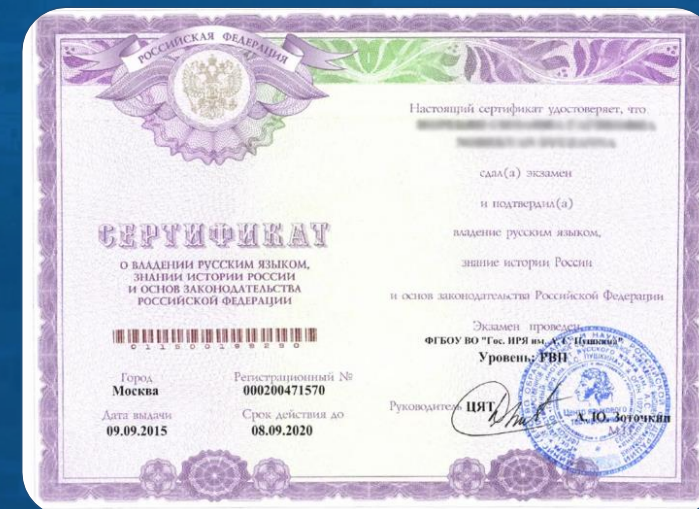 РОССИЙСКАЯ ФЕДЕРАЦИЯ
СЕРТИФИКАТ
О ВЛАДЕНИИ РУССКИМ ЯЗЫКОМ,
ЗНАНИИ ИСТОРИИ РОССИИ
И ОСНОВ ЗАКОНОДАТЕЛЬСТВА
РОССИЙСКОЙ ФЕДЕРАЦИИ
Город
Москва
Регистрационный №
000200471570
Дата выдачи
09.09.2015
Срок действия до
08.09.2020
Настоящий сертификат удостоверяет, что
сдал(а) экзамен
и подтвердил(а)
владение русским языком,
знание истории России
и основ законодательства Российской Федерации
Экзамен проведен
ФГБОУ ВО "Гос. ИРЯ им. А. С. Пушкина"
Уровень: РВП
Руководитель ЦЯТ
А. Ю. Зоточкин